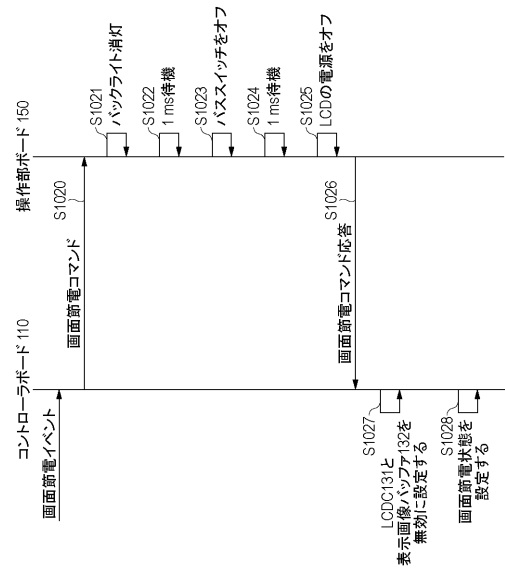 コントローラボード 110
操作部ボード 150
画面節電イベント
画面節電コマンド
S1020
S1021
バックライト消灯
S1022
1 ms待機
S1023
バススイッチをオフ
S1024
1 ms待機
S1025
LCDの電源をオフ
画面節電コマンド応答
S1026
S1027
LCDC131と
表示画像バッファ132を
無効に設定する
S1028
画面節電状態を
設定する